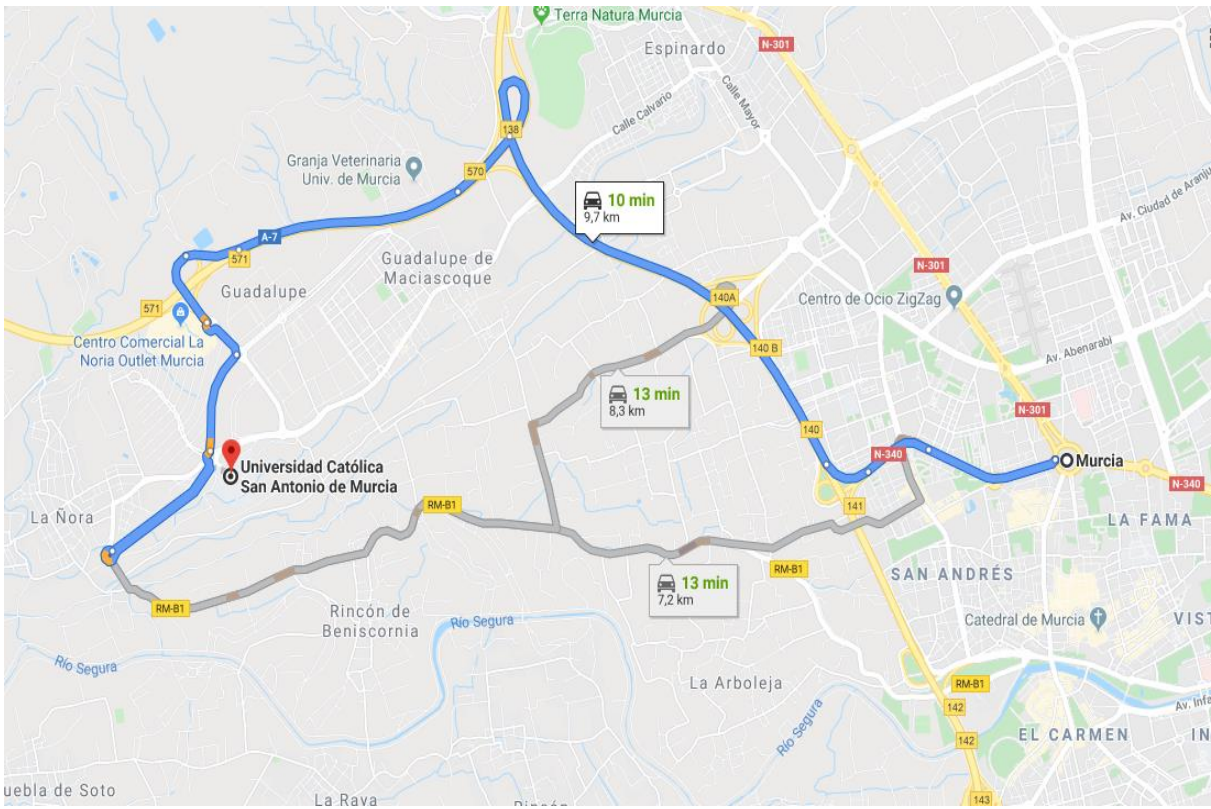 Terra Natura Murcia
Espinardo
N-301
Calle Mayor
Calle Calvario
138
570
Granja Veterinaria
Univ. de Murcia
10 min
9,7 km
Av. Ciudad de Aranju
A-7
571
Guadalupe de
Maciascoque
Guadalupe
N-301
571
140A
Centro de Ocio ZigZag
Centro Comercial La
Noria Outlet Murcia
140 B
Av. Abenarabi
13 min
8,3 km
N-301
140
N-340
Murcia
Universidad Católica
San Antonio de Murcia
N-340
RM-B1
141
La Ñora
LA FAMA
RM-B1
SAN ANDRÉS
13 min
7,2 km
RM-B1
Rincón de
Beniscornia
Río Segura
Catedral de Murcia
VIST
Río Segura
La Arboleja
RM-B1
Río Segura
142
Av. Infa
EL CARMEN
IN
142
uebla de Soto
La Raya
Rincón
143